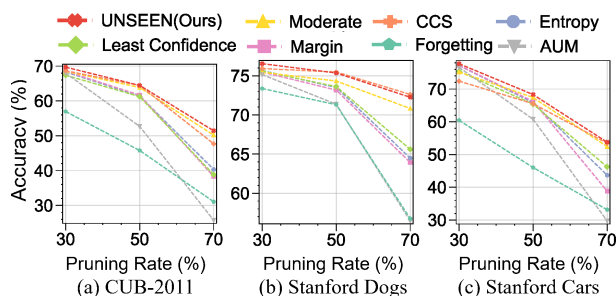 UNSEEN(Ours) Moderate CCS Entropy
Least Confidence Margin Forgetting AUM
Accuracy (%)
70
60
50
40
30
30 50 70
Pruning Rate (%)
(a) CUB-2011
75
70
65
60
30 50 70
Pruning Rate (%)
(b) Stanford Dogs
80
70
60
50
40
30
30 50 70
Pruning Rate (%)
(c) Stanford Cars